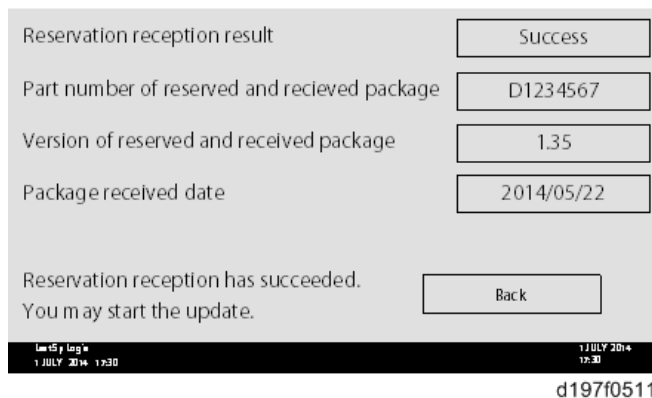 Reservation reception result
Success
Part number of reserved and recieved package
D1234567
Version of reserved and received package
1.35
Package received date
2014/05/22
Reservation reception has succeeded.
You may start the update.
Back
1 JULY 2014
17:30
1 JULY 2014 17:30
d197f0511